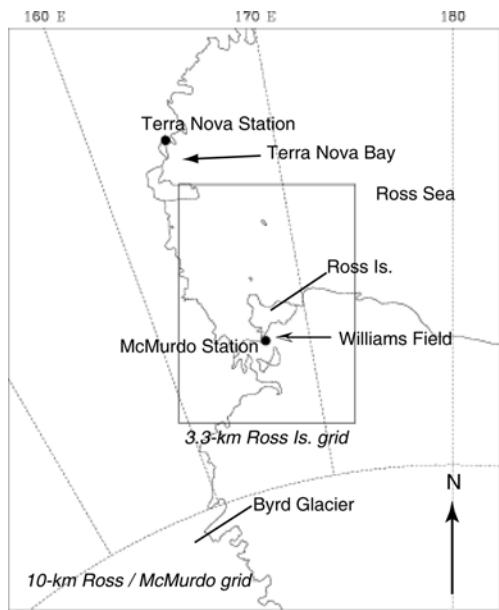 160 E 170 E 180
Terra Nova Station
Terra Nova Bay
Ross Sea
Ross Is.
McMurdo Station
Williams Field
3.3-km Ross Is. grid
N
Byrd Glacier
10-km Ross / McMurdo grid